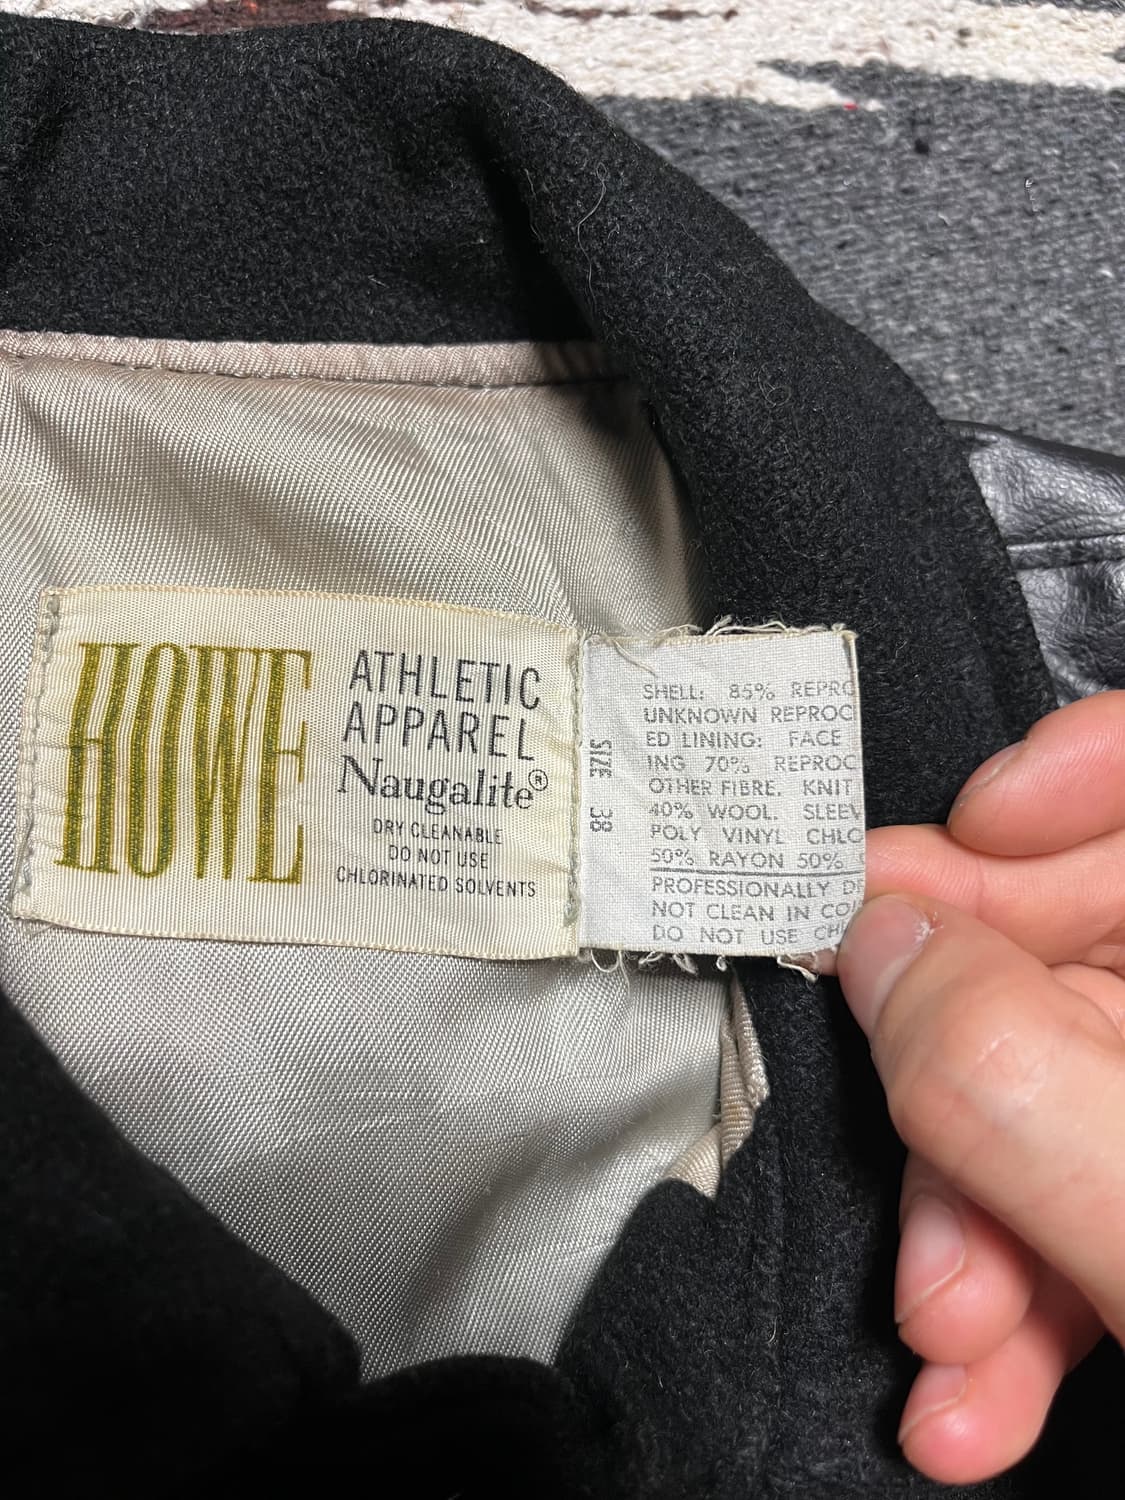 HOWE
ATHLETIC
APPAREL
Naugalite®
DRY CLEANABLE
DO NOT USE
CHLORINATED SOLVENTS
SIZE 38
SHELL: 85% REPRO
UNKNOWN REPROC
ED LINING: FACE
ING 70% REPROC
OTHER FIBRE. KNIT
40% WOOL. SLEEV
POLY VINYL CHLO
50% RAYON 50%
PROFESSIONALLY DR
NOT CLEAN IN CO
DO NOT USE CH